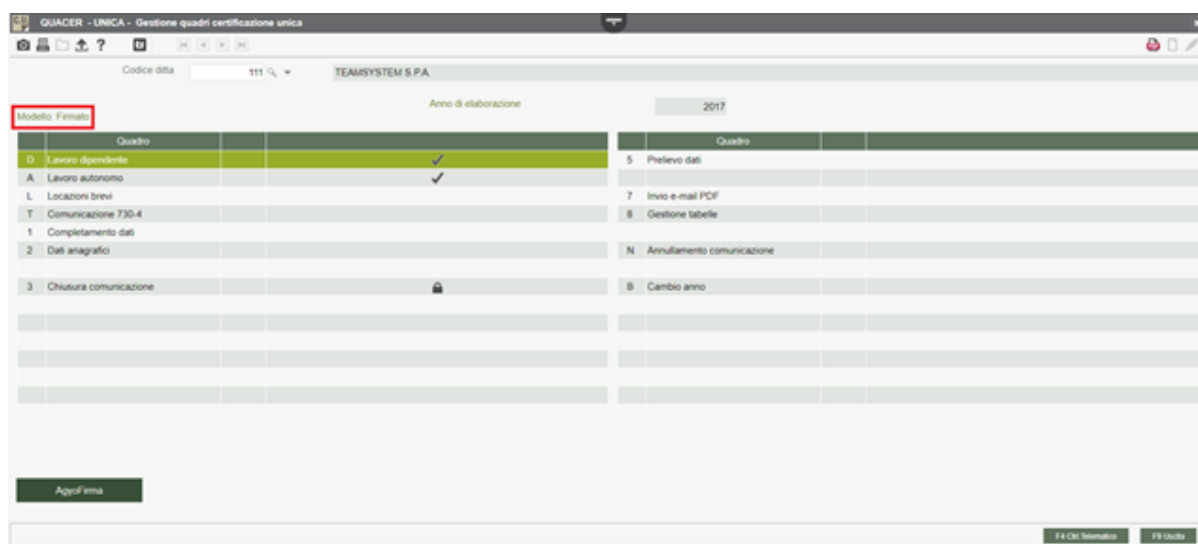 QUACER - UNICA - Gestione quadri certificazione unica
Codice ditta 111 TEAMSYSTEM S.P.A.
Anno di elaborazione 2017
Modello: Firmato
Quadro Quadro
D Lavoro dipendente 5 Prelievo dati
A Lavoro autonomo
L Locazioni brevi 7 Invio e-mail PDF
T Comunicazione 730-4 8 Gestione tabelle
1 Completamento dati
2 Dati anagrafici N Annullamento comunicazione
3 Chiusura comunicazione B Cambio anno
AgyoFirma
F4 Ctrl Telematico F9 Uscita